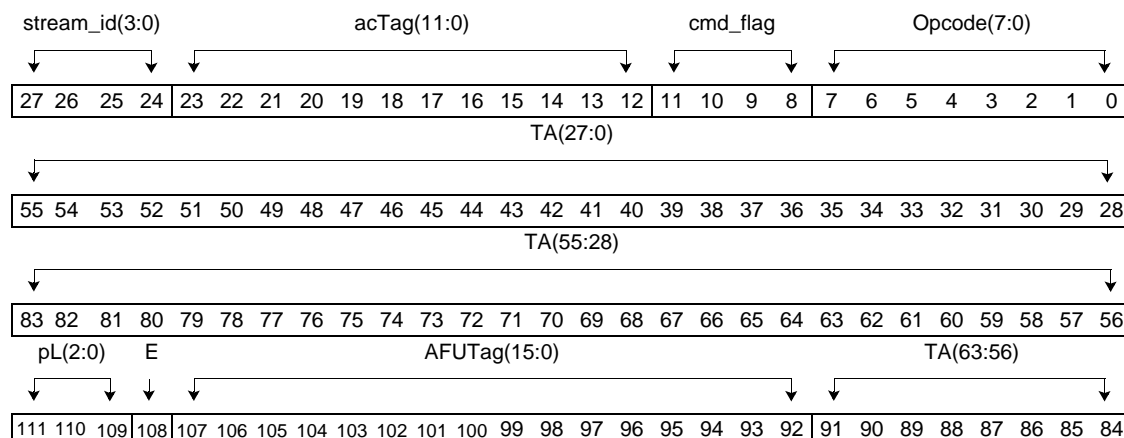 stream_id(3:0) acTag(11:0) cmd_flag Opcode(7:0)
27 26 25 24 23 22 21 20 19 18 17 16 15 14 13 12 11 10 9 8 7 6 5 4 3 2 1 0
TA(27:0)
55 54 53 52 51 50 49 48 47 46 45 44 43 42 41 40 39 38 37 36 35 34 33 32 31 30 29 28
TA(55:28)
83 82 81 80 79 78 77 76 75 74 73 72 71 70 69 68 67 66 65 64 63 62 61 60 59 58 57 56
pL(2:0) E AFUTag(15:0) TA(63:56)
111 110 109 108 107 106 105 104 103 102 101 100 99 98 97 96 95 94 93 92 91 90 89 88 87 86 85 84